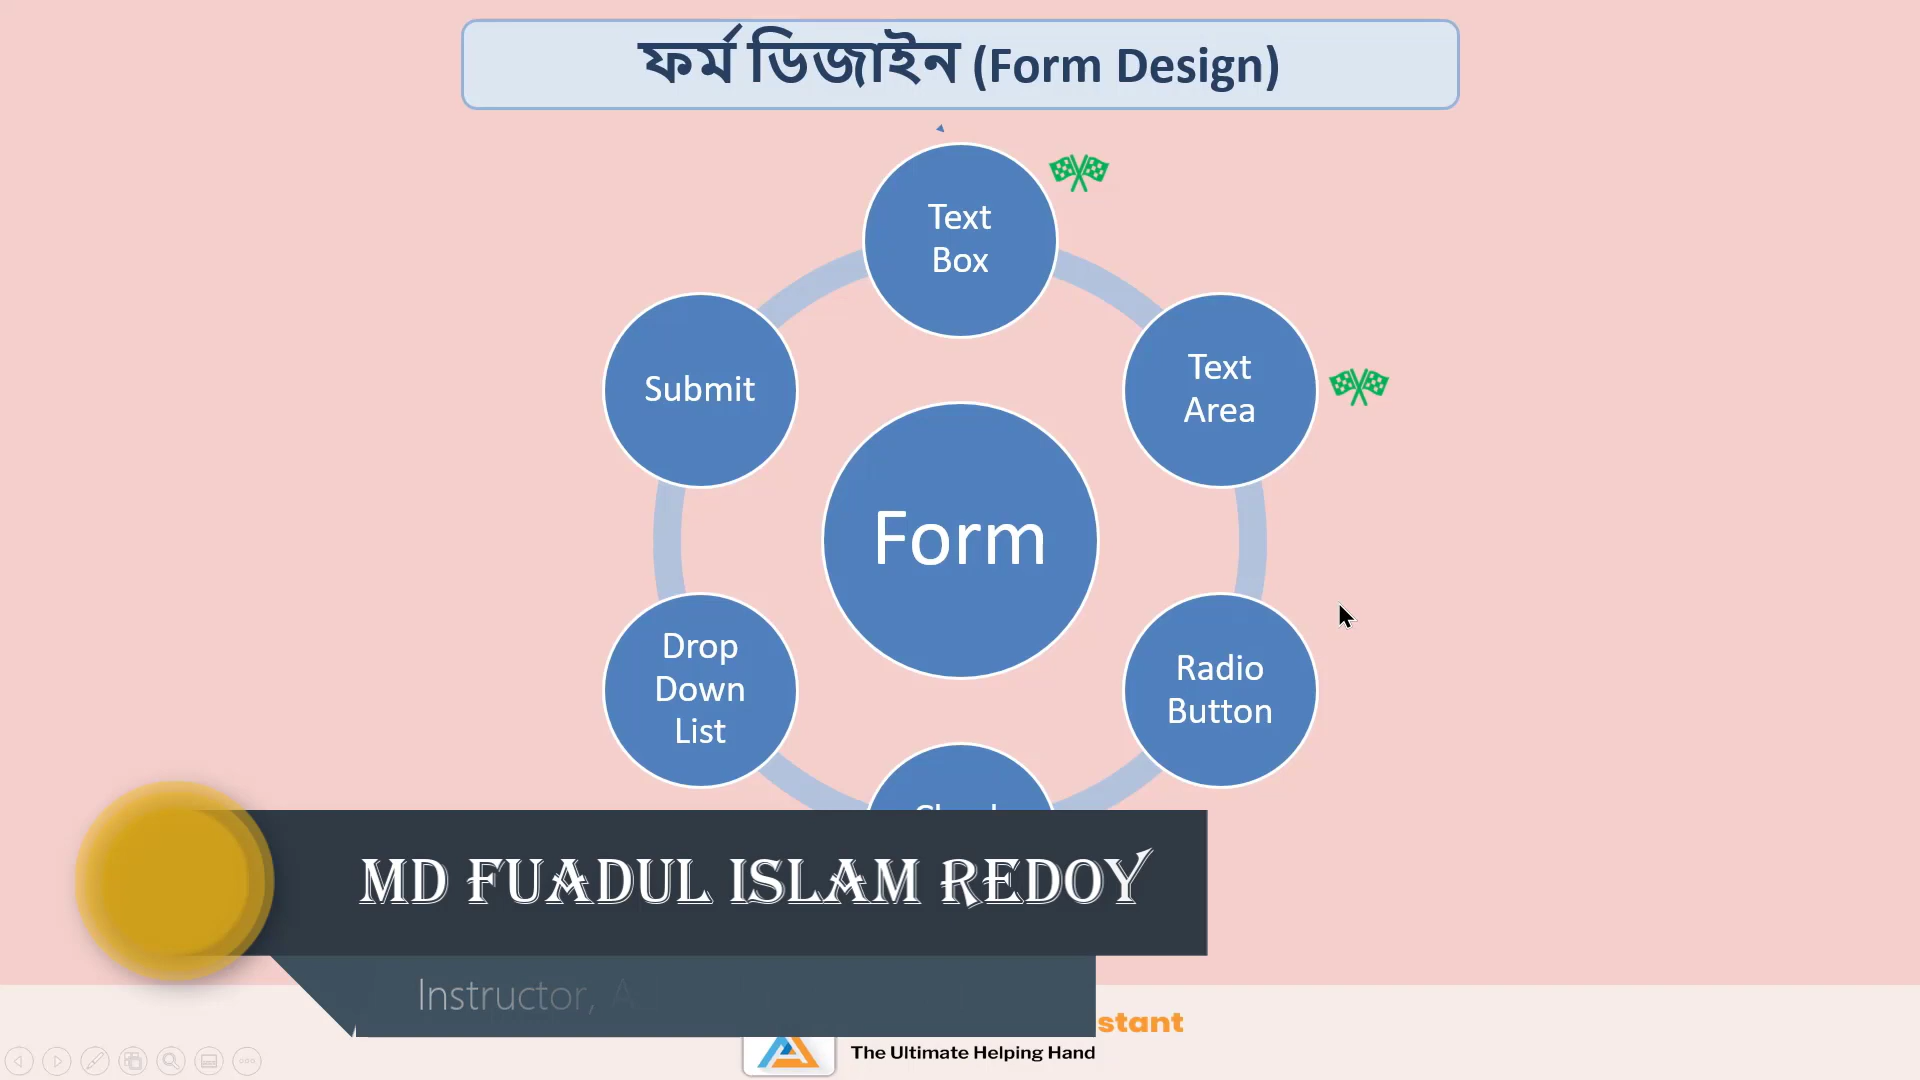 ফর্ম ডিজাইন (Form Design)
Text
Box
Text
Area
Submit
Form
Drop
Down
List
Radio
Button
MD FUADUL ISLAM REDOY
Instructor, A
stant
The Ultimate Helping Hand